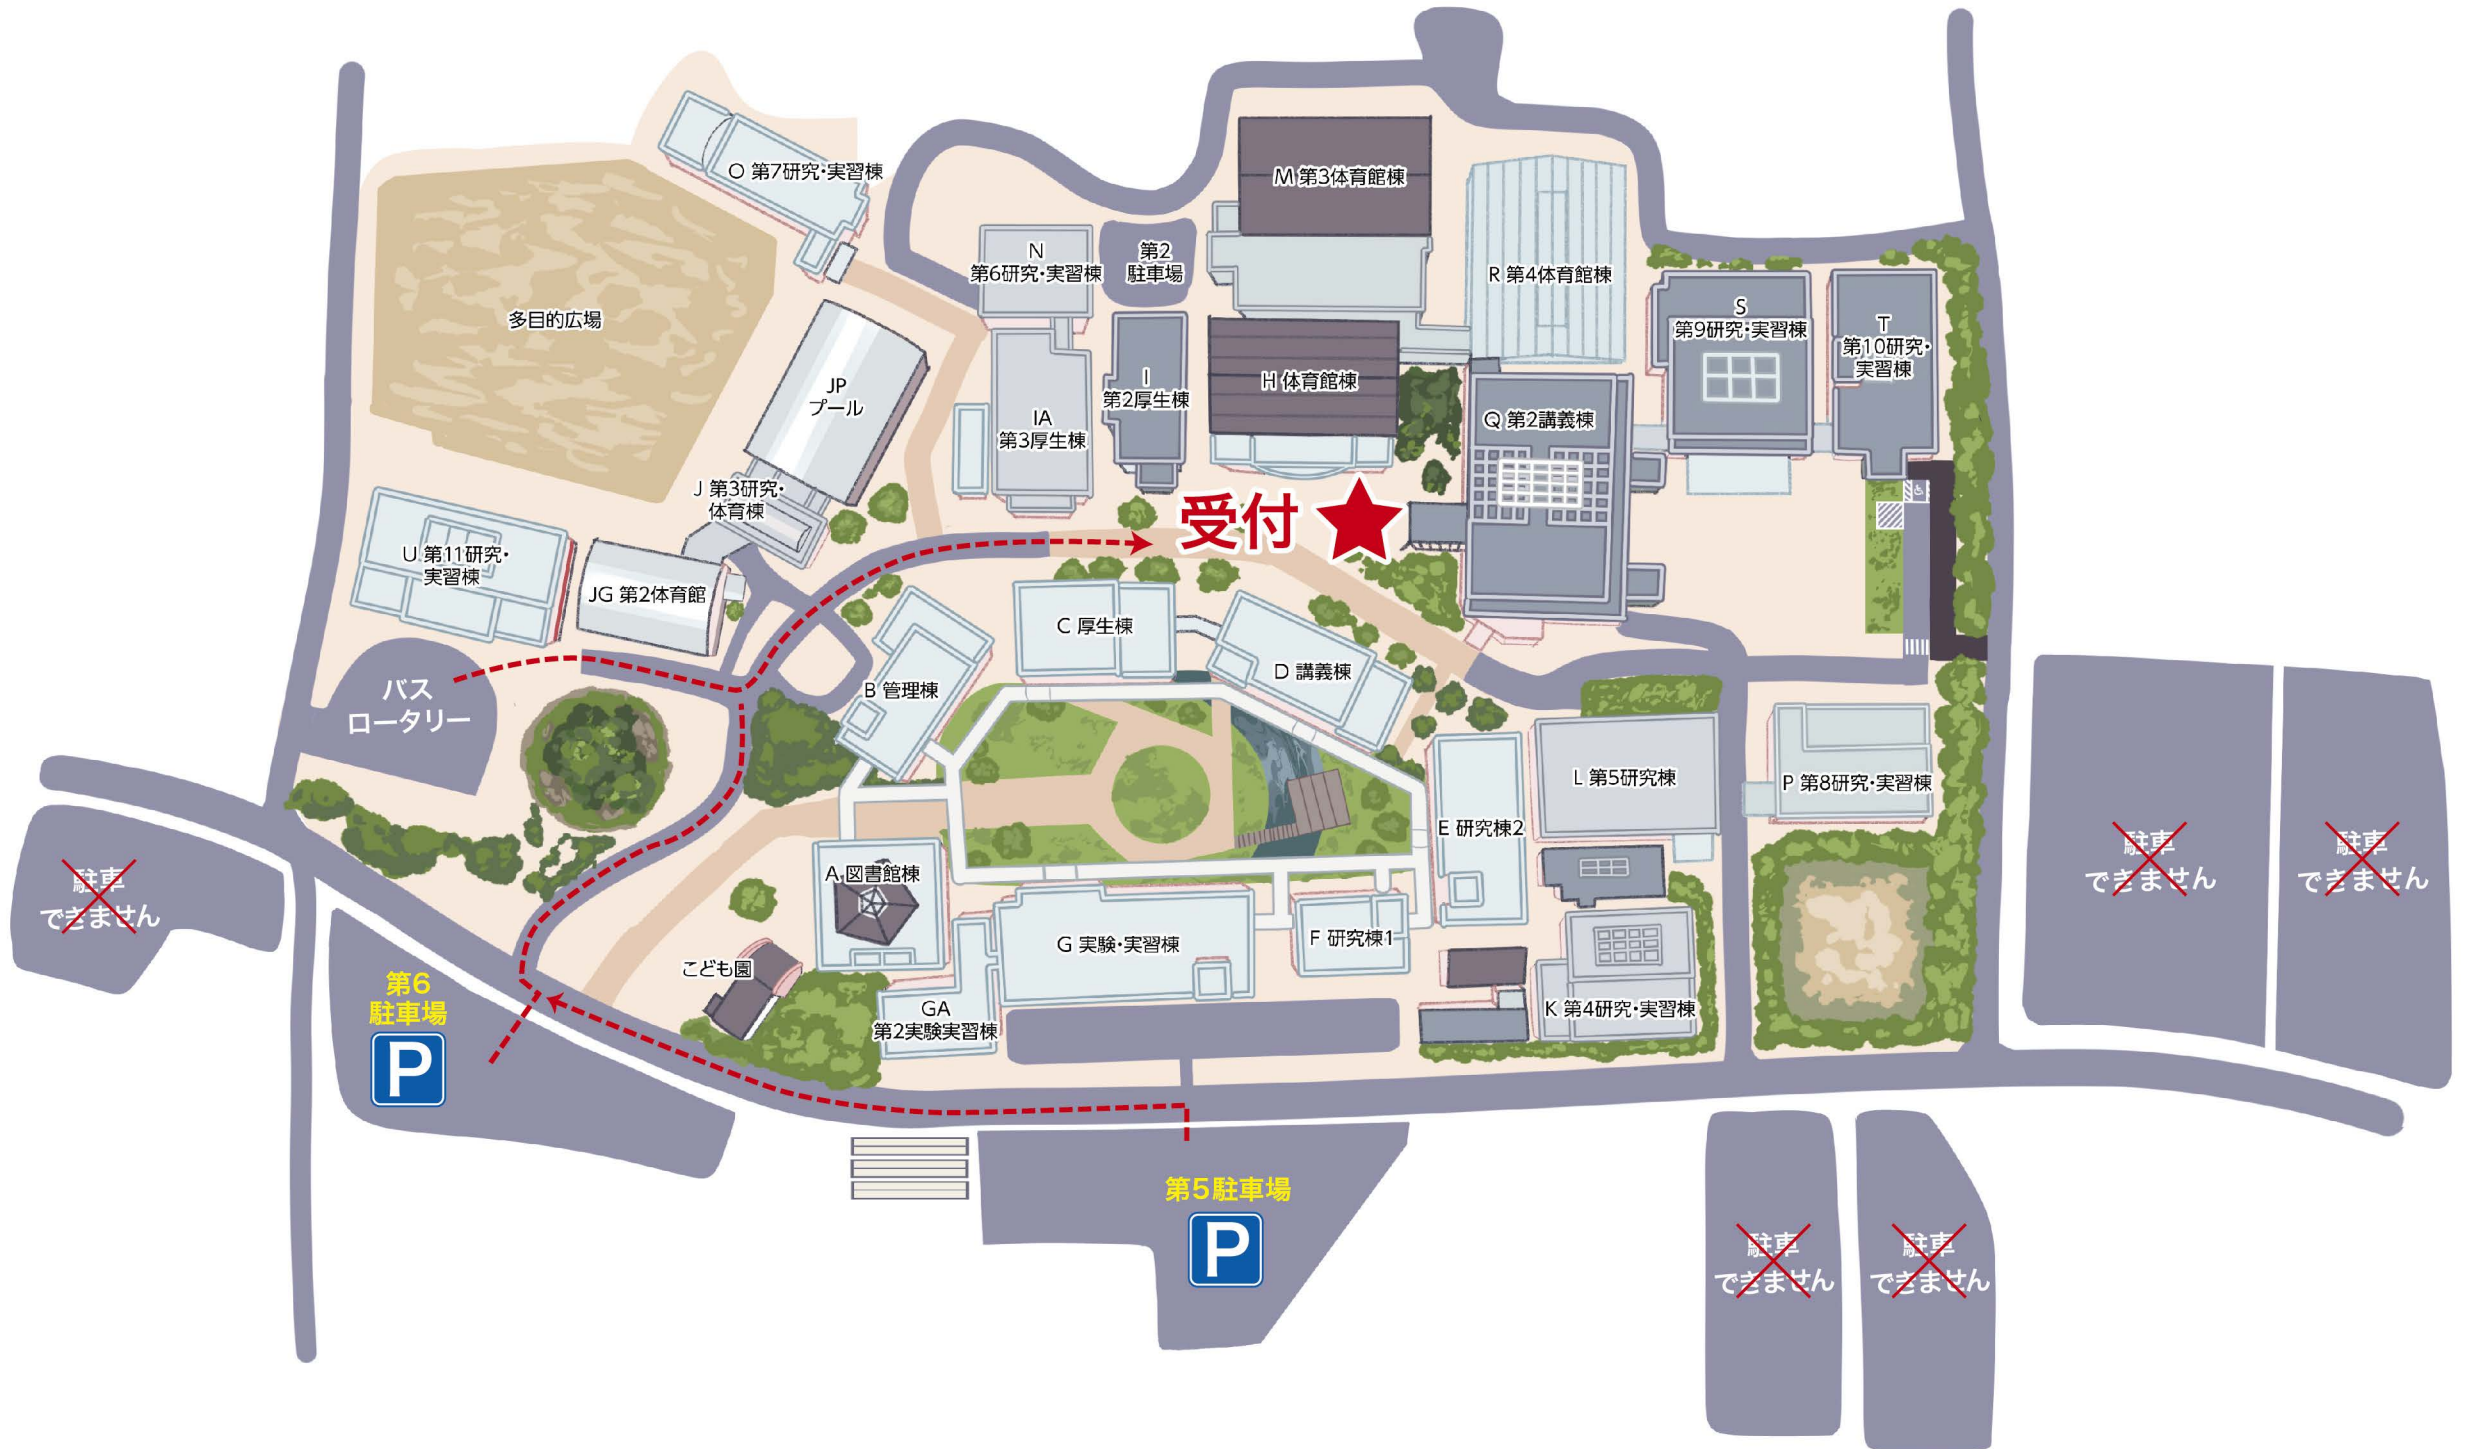 O 第7研究・実習棟
M 第3体育館棟
N
第6研究・実習棟
第2
駐車場
R 第4体育館棟
S
第9研究・実習棟
T
第10研究・
実習棟
多目的広場
JP
プール
IA
第3厚生棟
I
第2厚生棟
H 体育館棟
Q 第2講義棟
J 第3研究・
体育棟
受付
U 第11研究・
実習棟
JG 第2体育館
C 厚生棟
D 講義棟
B 管理棟
バス
ロータリー
L 第5研究棟
P 第8研究・実習棟
E 研究棟2
A 図書館棟
G 実験・実習棟
F 研究棟1
こども園
GA
第2実験実習棟
K 第4研究・実習棟
駐車
できません
駐車
できません
駐車
できません
第6
駐車場
P
第5駐車場
P
駐車
できません
駐車
できません